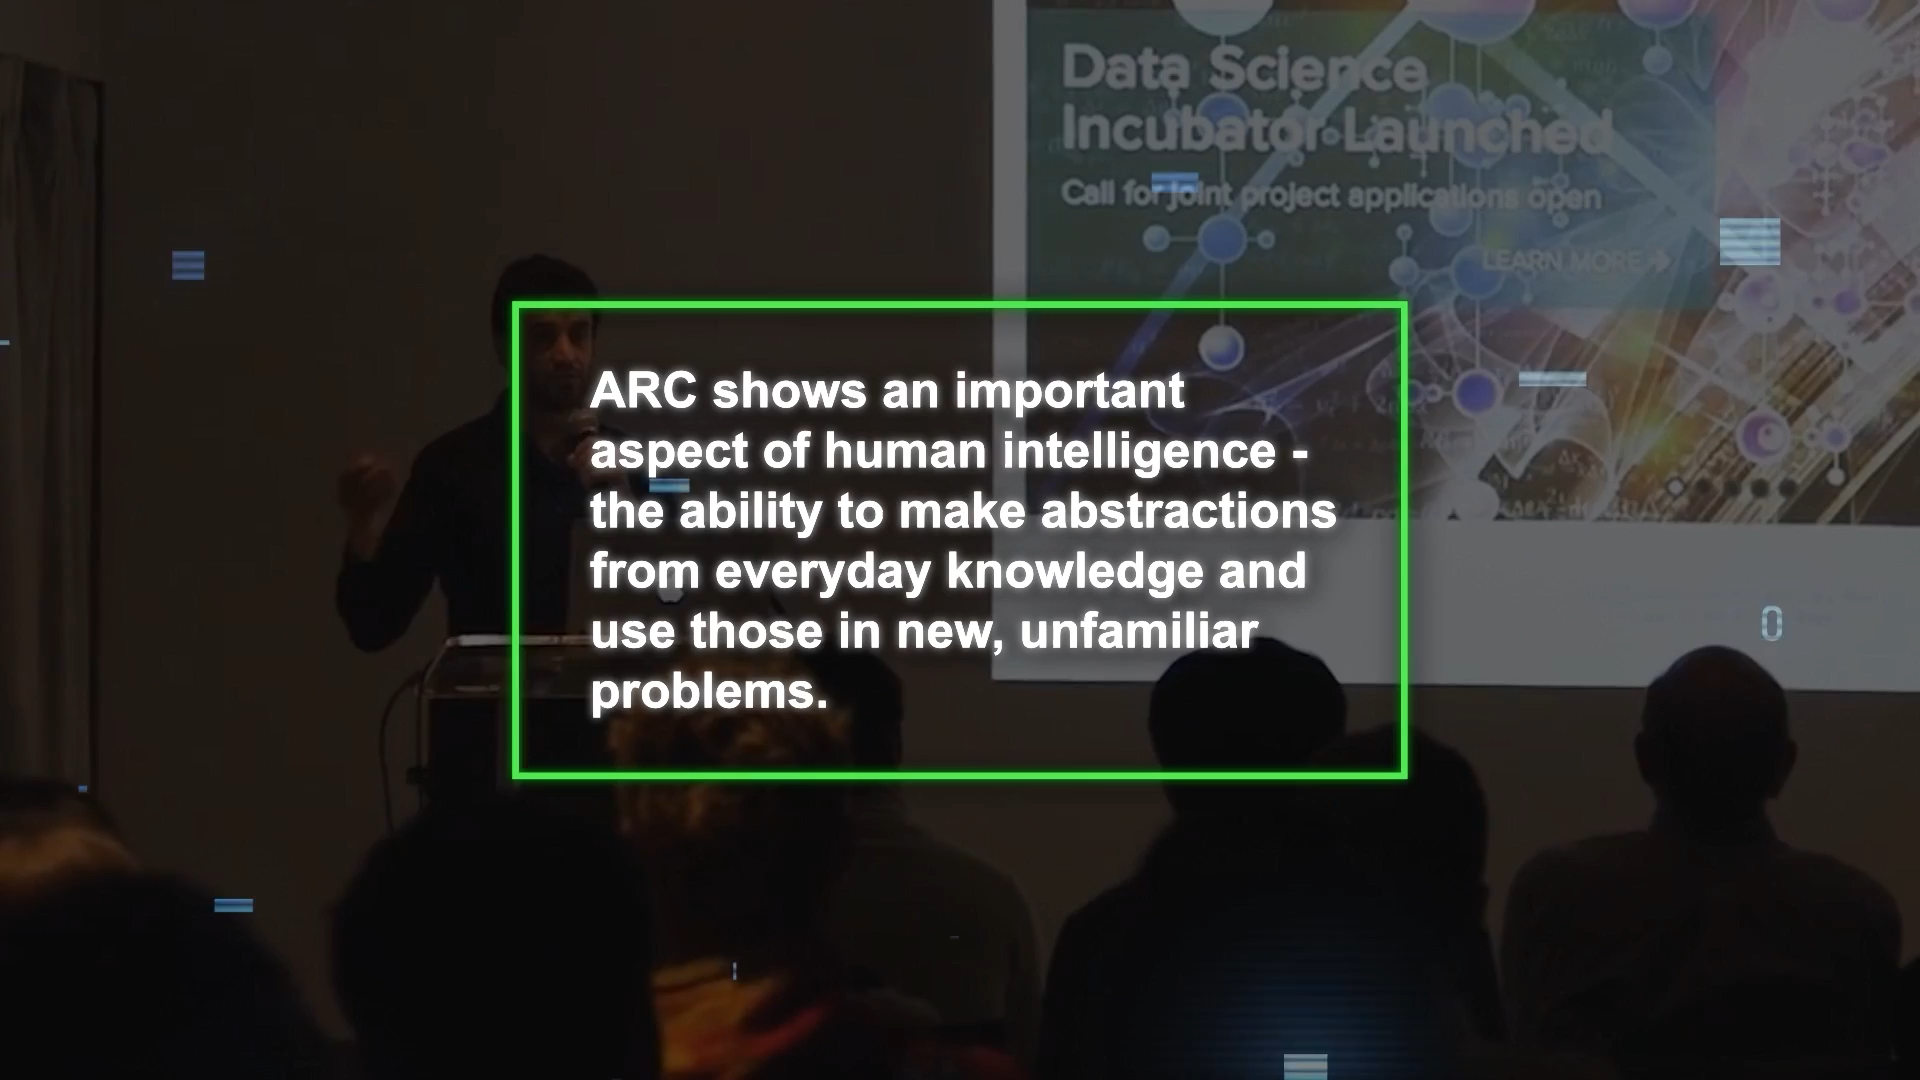 Data Science
Incubator Launched
Call for joint project applications open
LEARN MORE
ARC shows an important
aspect of human intelligence -
the ability to make abstractions
from everyday knowledge and
use those in new, unfamiliar
problems.
0